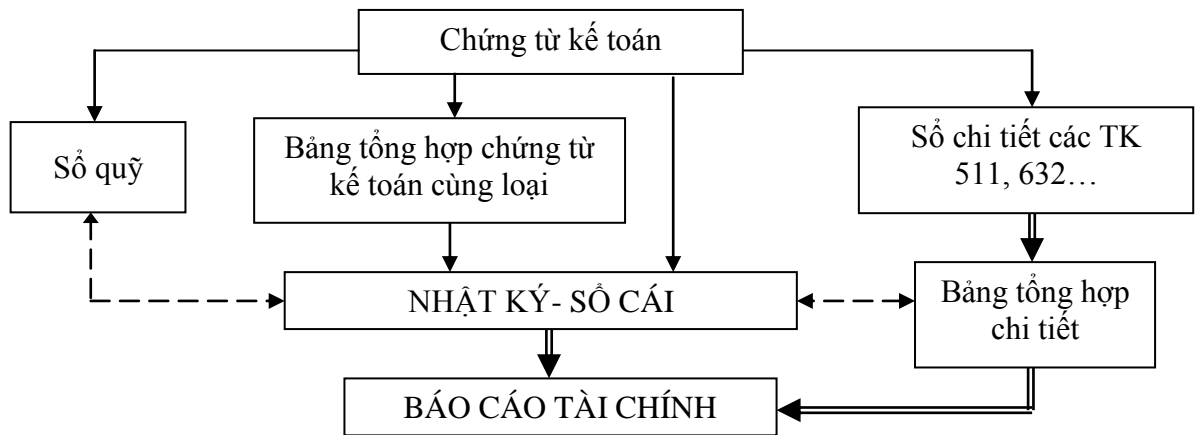 Chứng từ kế toán
Sổ quỹ
Bảng tổng hợp chứng từ
kế toán cùng loại
Sổ chi tiết các TK
511, 632…
NHẬT KÝ- SỔ CÁI
Bảng tổng hợp
chi tiết
BÁO CÁO TÀI CHÍNH